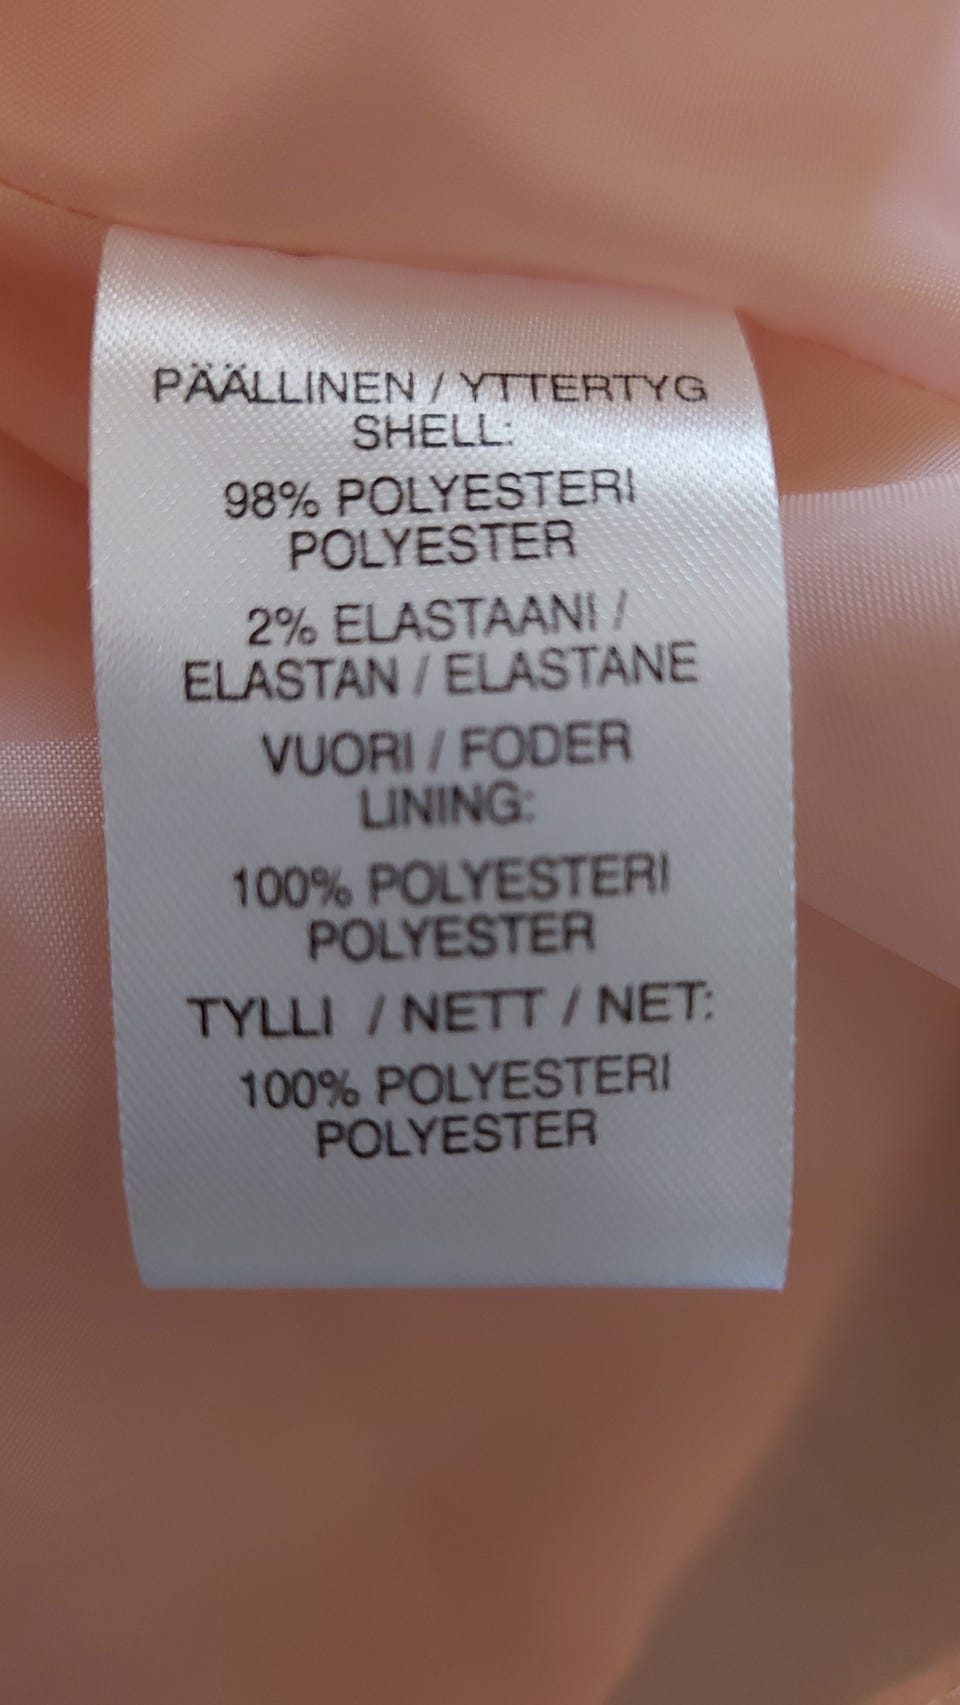 PÄÄLLINEN / YTTERTYG
SHELL:
98% POLYESTERI
POLYESTER
2% ELASTAANI /
ELASTAN / ELASTANE
VUORI / FODER
LINING:
100% POLYESTERI
POLYESTER
TYLLI / NETT / NET:
100% POLYESTERI
POLYESTER